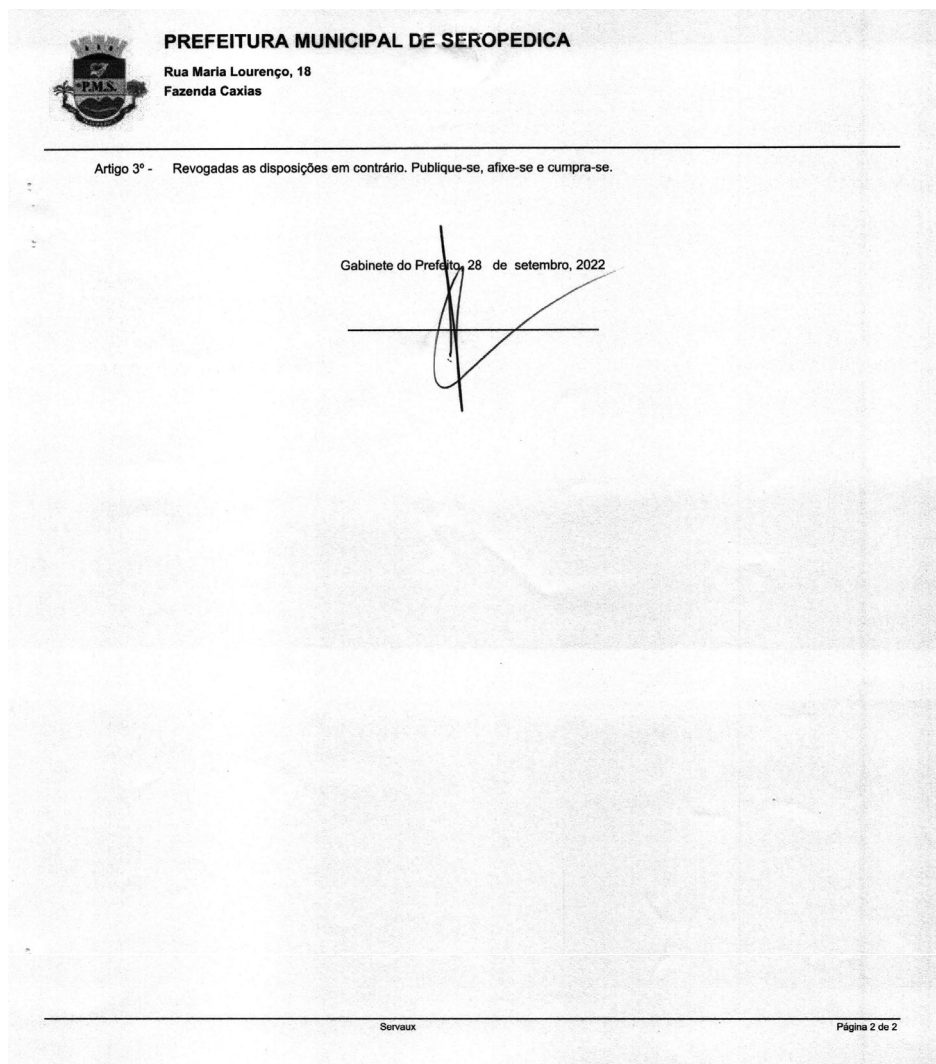 PREFEITURA MUNICIPAL DE SEROPEDICA
Rua Maria Lourenço, 18
Fazenda Caxias
P.M.S.
Artigo 3º - Revogadas as disposições em contrário. Publique-se, afixe-se e cumpra-se.
Gabinete do Prefeito, 28 de setembro, 2022
Servaux
Página 2 de 2